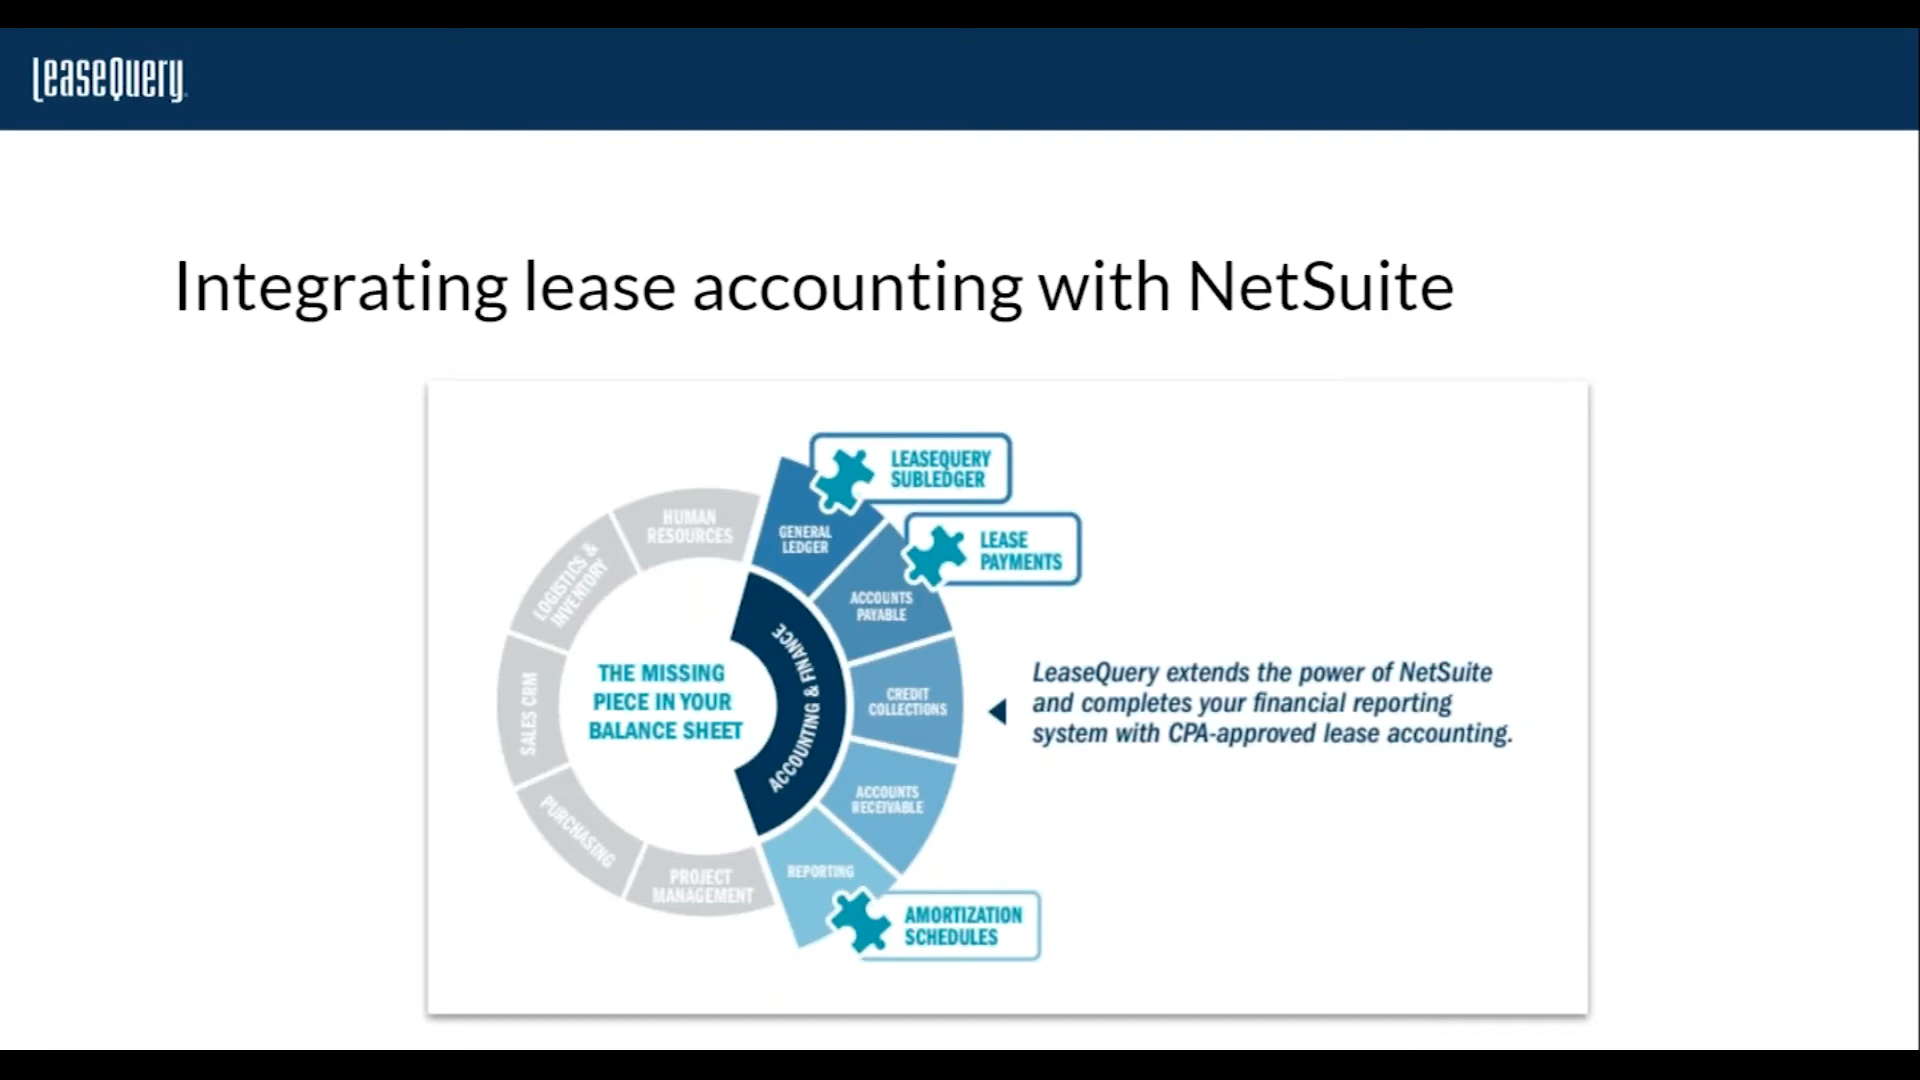 LeaseQuery
Integrating lease accounting with NetSuite
LEASEQUERY
SUBLEDGER
LEASE
PAYMENTS
HUMAN
RESOURCES
GENERAL
LEDGER
LOGISTICS &
INVENTORY
ACCOUNTS
PAYABLE
SALES CRM
THE MISSING
PIECE IN YOUR
BALANCE SHEET
ACCOUNTING & FINANCE
CREDIT
COLLECTIONS
LeaseQuery extends the power of NetSuite
and completes your financial reporting
system with CPA-approved lease accounting.
ACCOUNTS
RECEIVABLE
PURCHASING
PROJECT
MANAGEMENT
REPORTING
AMORTIZATION
SCHEDULES